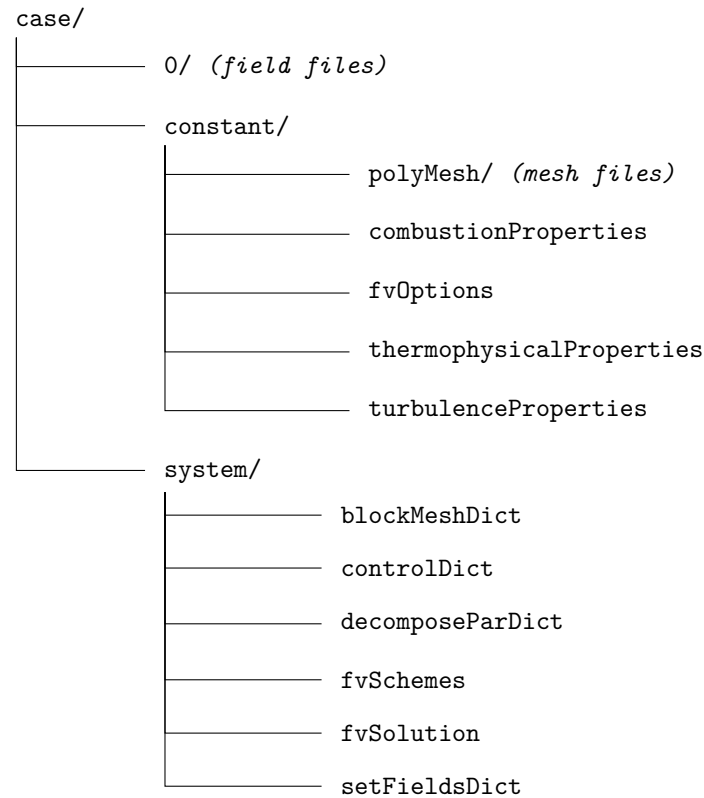 case/
0/ (field files)
constant/
polyMesh/ (mesh files)
combustionProperties
fvOptions
thermophysicalProperties
turbulenceProperties
system/
blockMeshDict
controlDict
decomposeParDict
fvSchemes
fvSolution
setFieldsDict